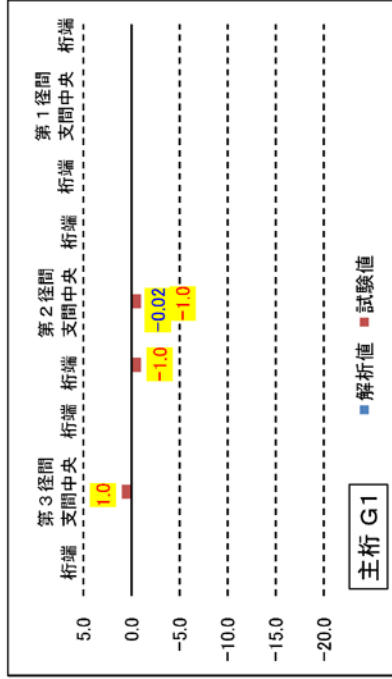 桁端
第3径間
支間中央
桁端
桁端
第2径間
支間中央
桁端
桁端
第1径間
支間中央
桁端
5.0
0.0
-5.0
-10.0
-15.0
-20.0
1.0
-1.0
-0.02
-1.0
主桁 G1
解析値
試験値